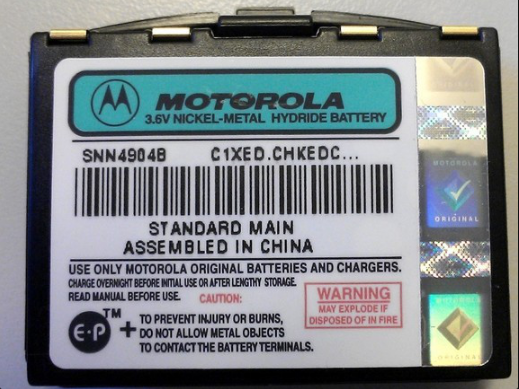 MOTOROLA
3.6V NICKEL-METAL HYDRIDE BATTERY
SNN4904B C1XED.CHKEDC...
STANDARD MAIN
ASSEMBLED IN CHINA
USE ONLY MOTOROLA ORIGINAL BATTERIES AND CHARGERS.
CHARGE OVERNIGHT BEFORE INITIAL USE OR AFTER LENGTHY STORAGE.
READ MANUAL BEFORE USE. CAUTION:
WARNING
MAY EXPLODE IF
DISPOSED OF IN FIRE
E·P™
+ TO PREVENT INJURY OR BURNS,
DO NOT ALLOW METAL OBJECTS
TO CONTACT THE BATTERY TERMINALS.
MOTOROLA
ORIGINAL
MOTOROLA